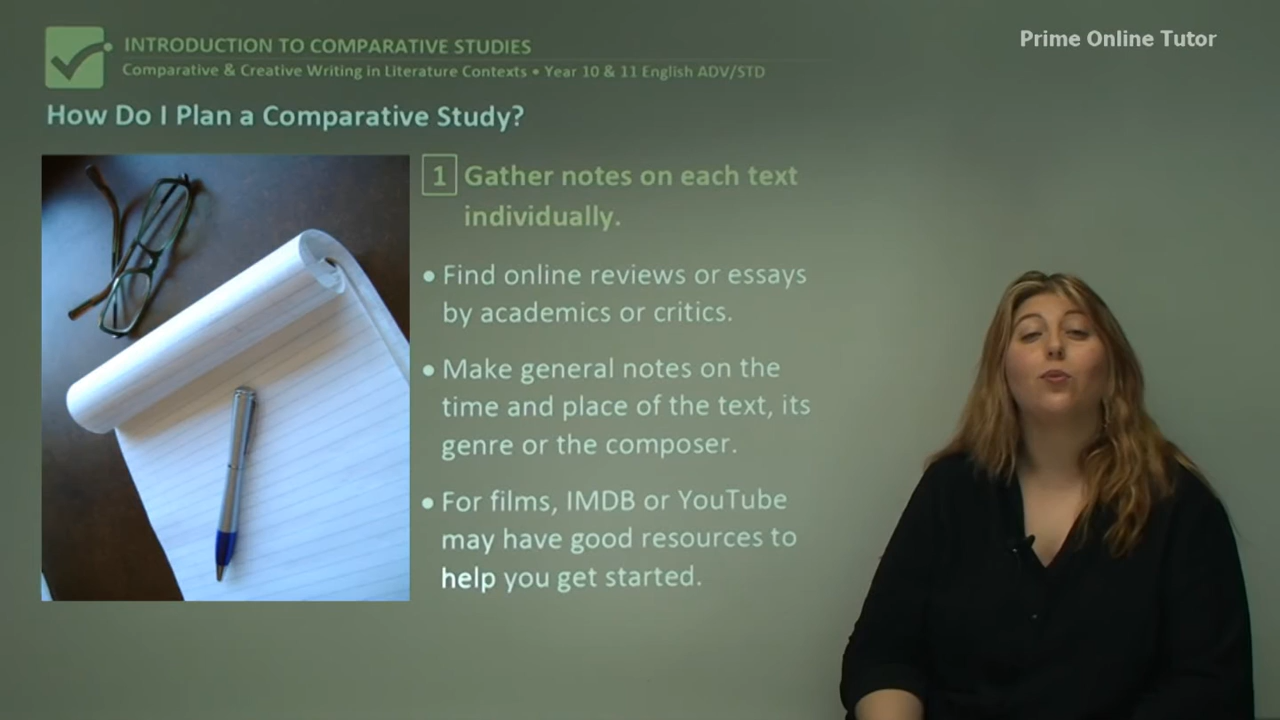 INTRODUCTION TO COMPARATIVE STUDIES
Prime Online Tutor
Comparative & Creative Writing in Literature Contexts • Year 10 & 11 English ADV/STD
How Do I Plan a Comparative Study?
1 Gather notes on each text
individually.
• Find online reviews or essays
by academics or critics.
• Make general notes on the
time and place of the text, its
genre or the composer.
• For films, IMDB or YouTube
may have good resources to
help you get started.